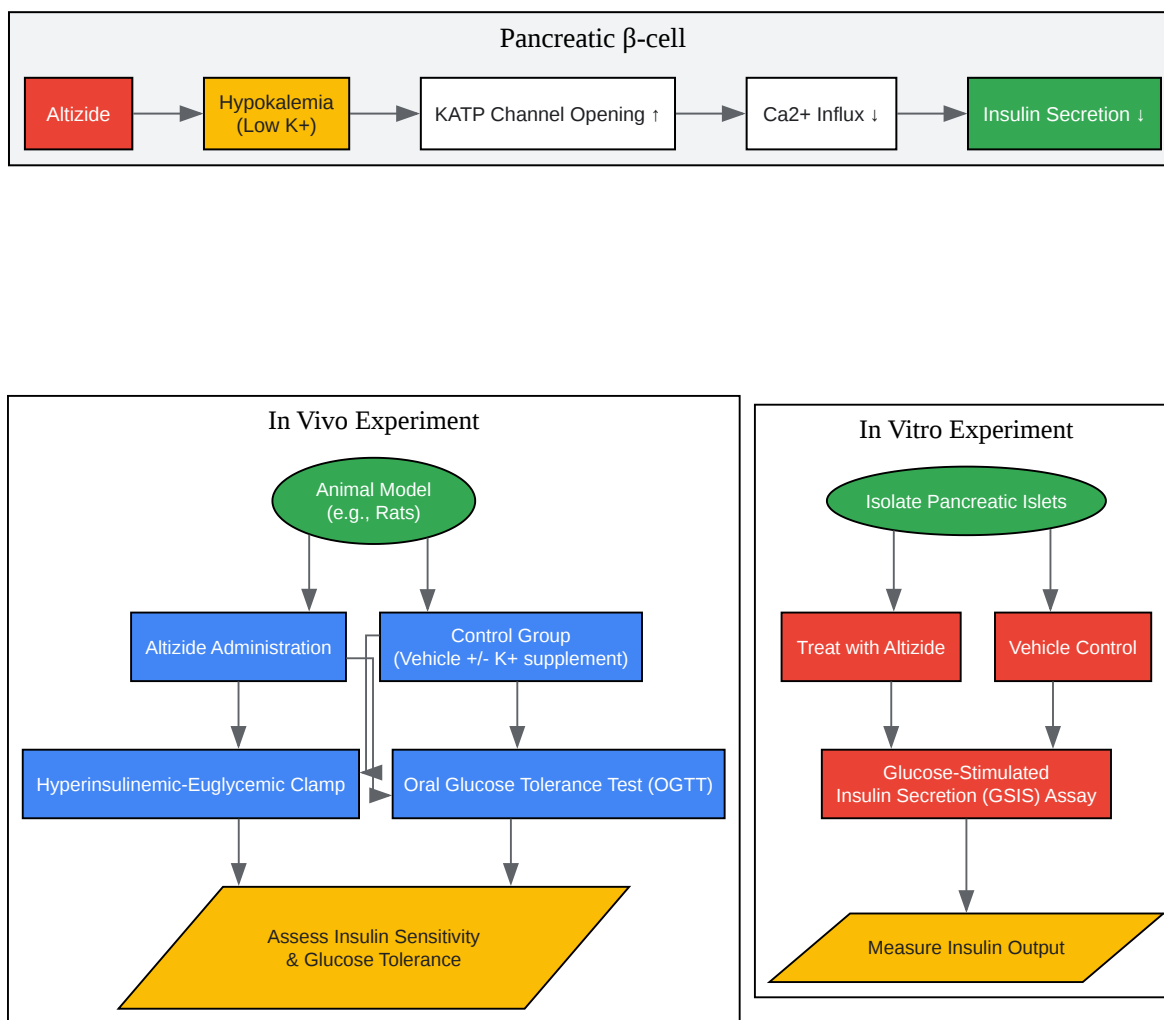 Pancreatic β-cell
Altizide
Hypokalemia
(Low K+)
KATP Channel Opening ↑
Ca2+ Influx ↓
Insulin Secretion ↓
In Vivo Experiment
Animal Model
(e.g., Rats)
Altizide Administration
Control Group
(Vehicle +/- K+ supplement)
Hyperinsulinemic-Euglycemic Clamp
Oral Glucose Tolerance Test (OGTT)
Assess Insulin Sensitivity
& Glucose Tolerance
In Vitro Experiment
Isolate Pancreatic Islets
Treat with Altizide
Vehicle Control
Glucose-Stimulated
Insulin Secretion (GSIS) Assay
Measure Insulin Output